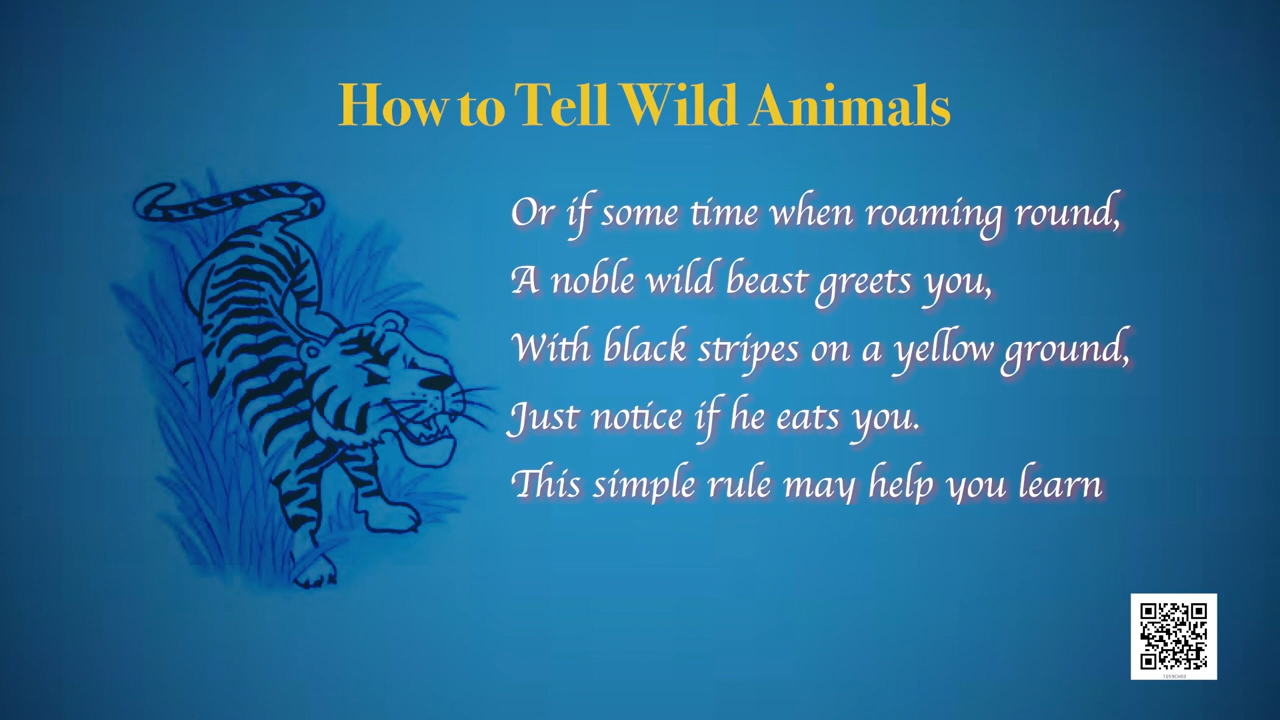 How to Tell Wild Animals
Or if some time when roaming round,
A noble wild beast greets you,
With black stripes on a yellow ground,
Just notice if he eats you.
This simple rule may help you learn